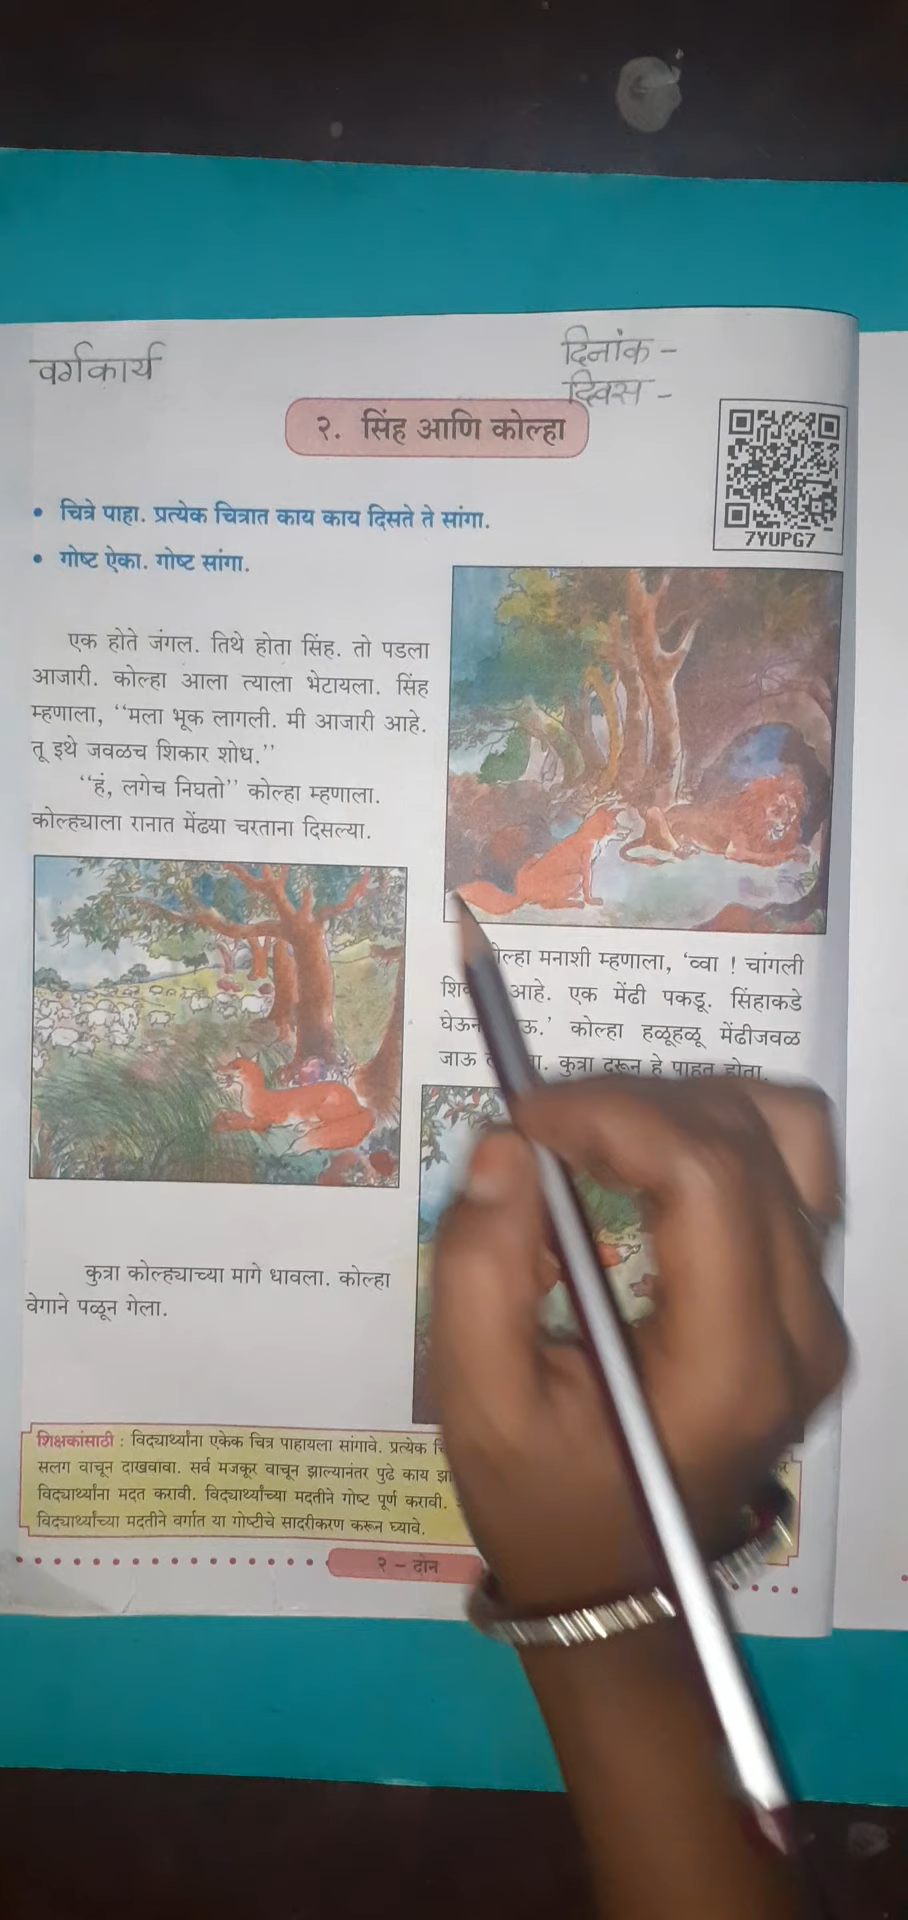 वर्गकार्य
दिनांक -
दिवस -
२. सिंह आणि कोल्हा
7YUPG7
• चित्रे पाहा. प्रत्येक चित्रात काय काय दिसते ते सांगा.
• गोष्ट ऐका. गोष्ट सांगा.
एक होते जंगल. तिथे होता सिंह. तो पडला
आजारी. कोल्हा आला त्याला भेटायला. सिंह
म्हणाला, “मला भूक लागली. मी आजारी आहे.
तू इथे जवळच शिकार शोध.”
“हं, लगेच निघतो” कोल्हा म्हणाला.
कोल्ह्याला रानात मेंढ्या चरताना दिसल्या.
मनाशी म्हणाला, ‘व्वा ! चांगली
आहे. एक मेंढी पकडू. सिंहाकडे
कोल्हा हळूहळू मेंढीजवळ
जाऊ कुत्रा दुरून हे पाहत होता.
कुत्रा कोल्ह्याच्या मागे धावला. कोल्हा
वेगाने पळून गेला.
शिक्षकांसाठी : विद्यार्थ्यांना एकेक चित्र पाहायला सांगावे. प्रत्येक
सलग वाचून दाखवावा. सर्व मजकूर वाचून झाल्यानंतर पुढे काय
विद्यार्थ्यांना मदत करावी. विद्यार्थ्यांच्या मदतीने गोष्ट पूर्ण करावी.
विद्यार्थ्यांच्या मदतीने वर्गात या गोष्टीचे सादरीकरण करून घ्यावे.
२ – दोन